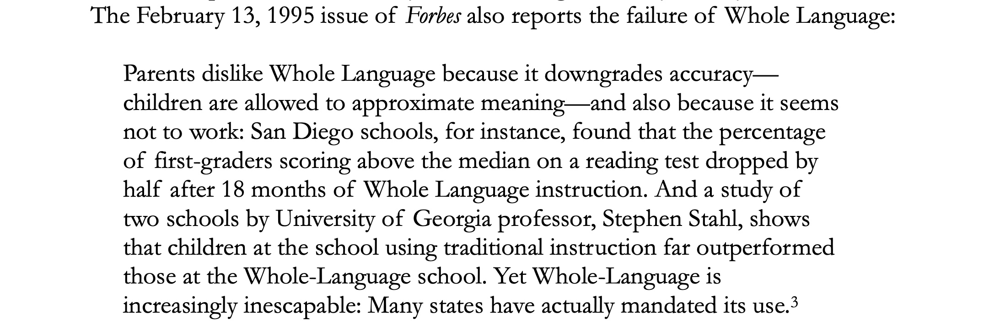 The February 13, 1995 issue of Forbes also reports the failure of Whole Language:
Parents dislike Whole Language because it downgrades accuracy—
children are allowed to approximate meaning—and also because it seems
not to work: San Diego schools, for instance, found that the percentage
of first-graders scoring above the median on a reading test dropped by
half after 18 months of Whole Language instruction. And a study of
two schools by University of Georgia professor, Stephen Stahl, shows
that children at the school using traditional instruction far outperformed
those at the Whole-Language school. Yet Whole-Language is
increasingly inescapable: Many states have actually mandated its use.³